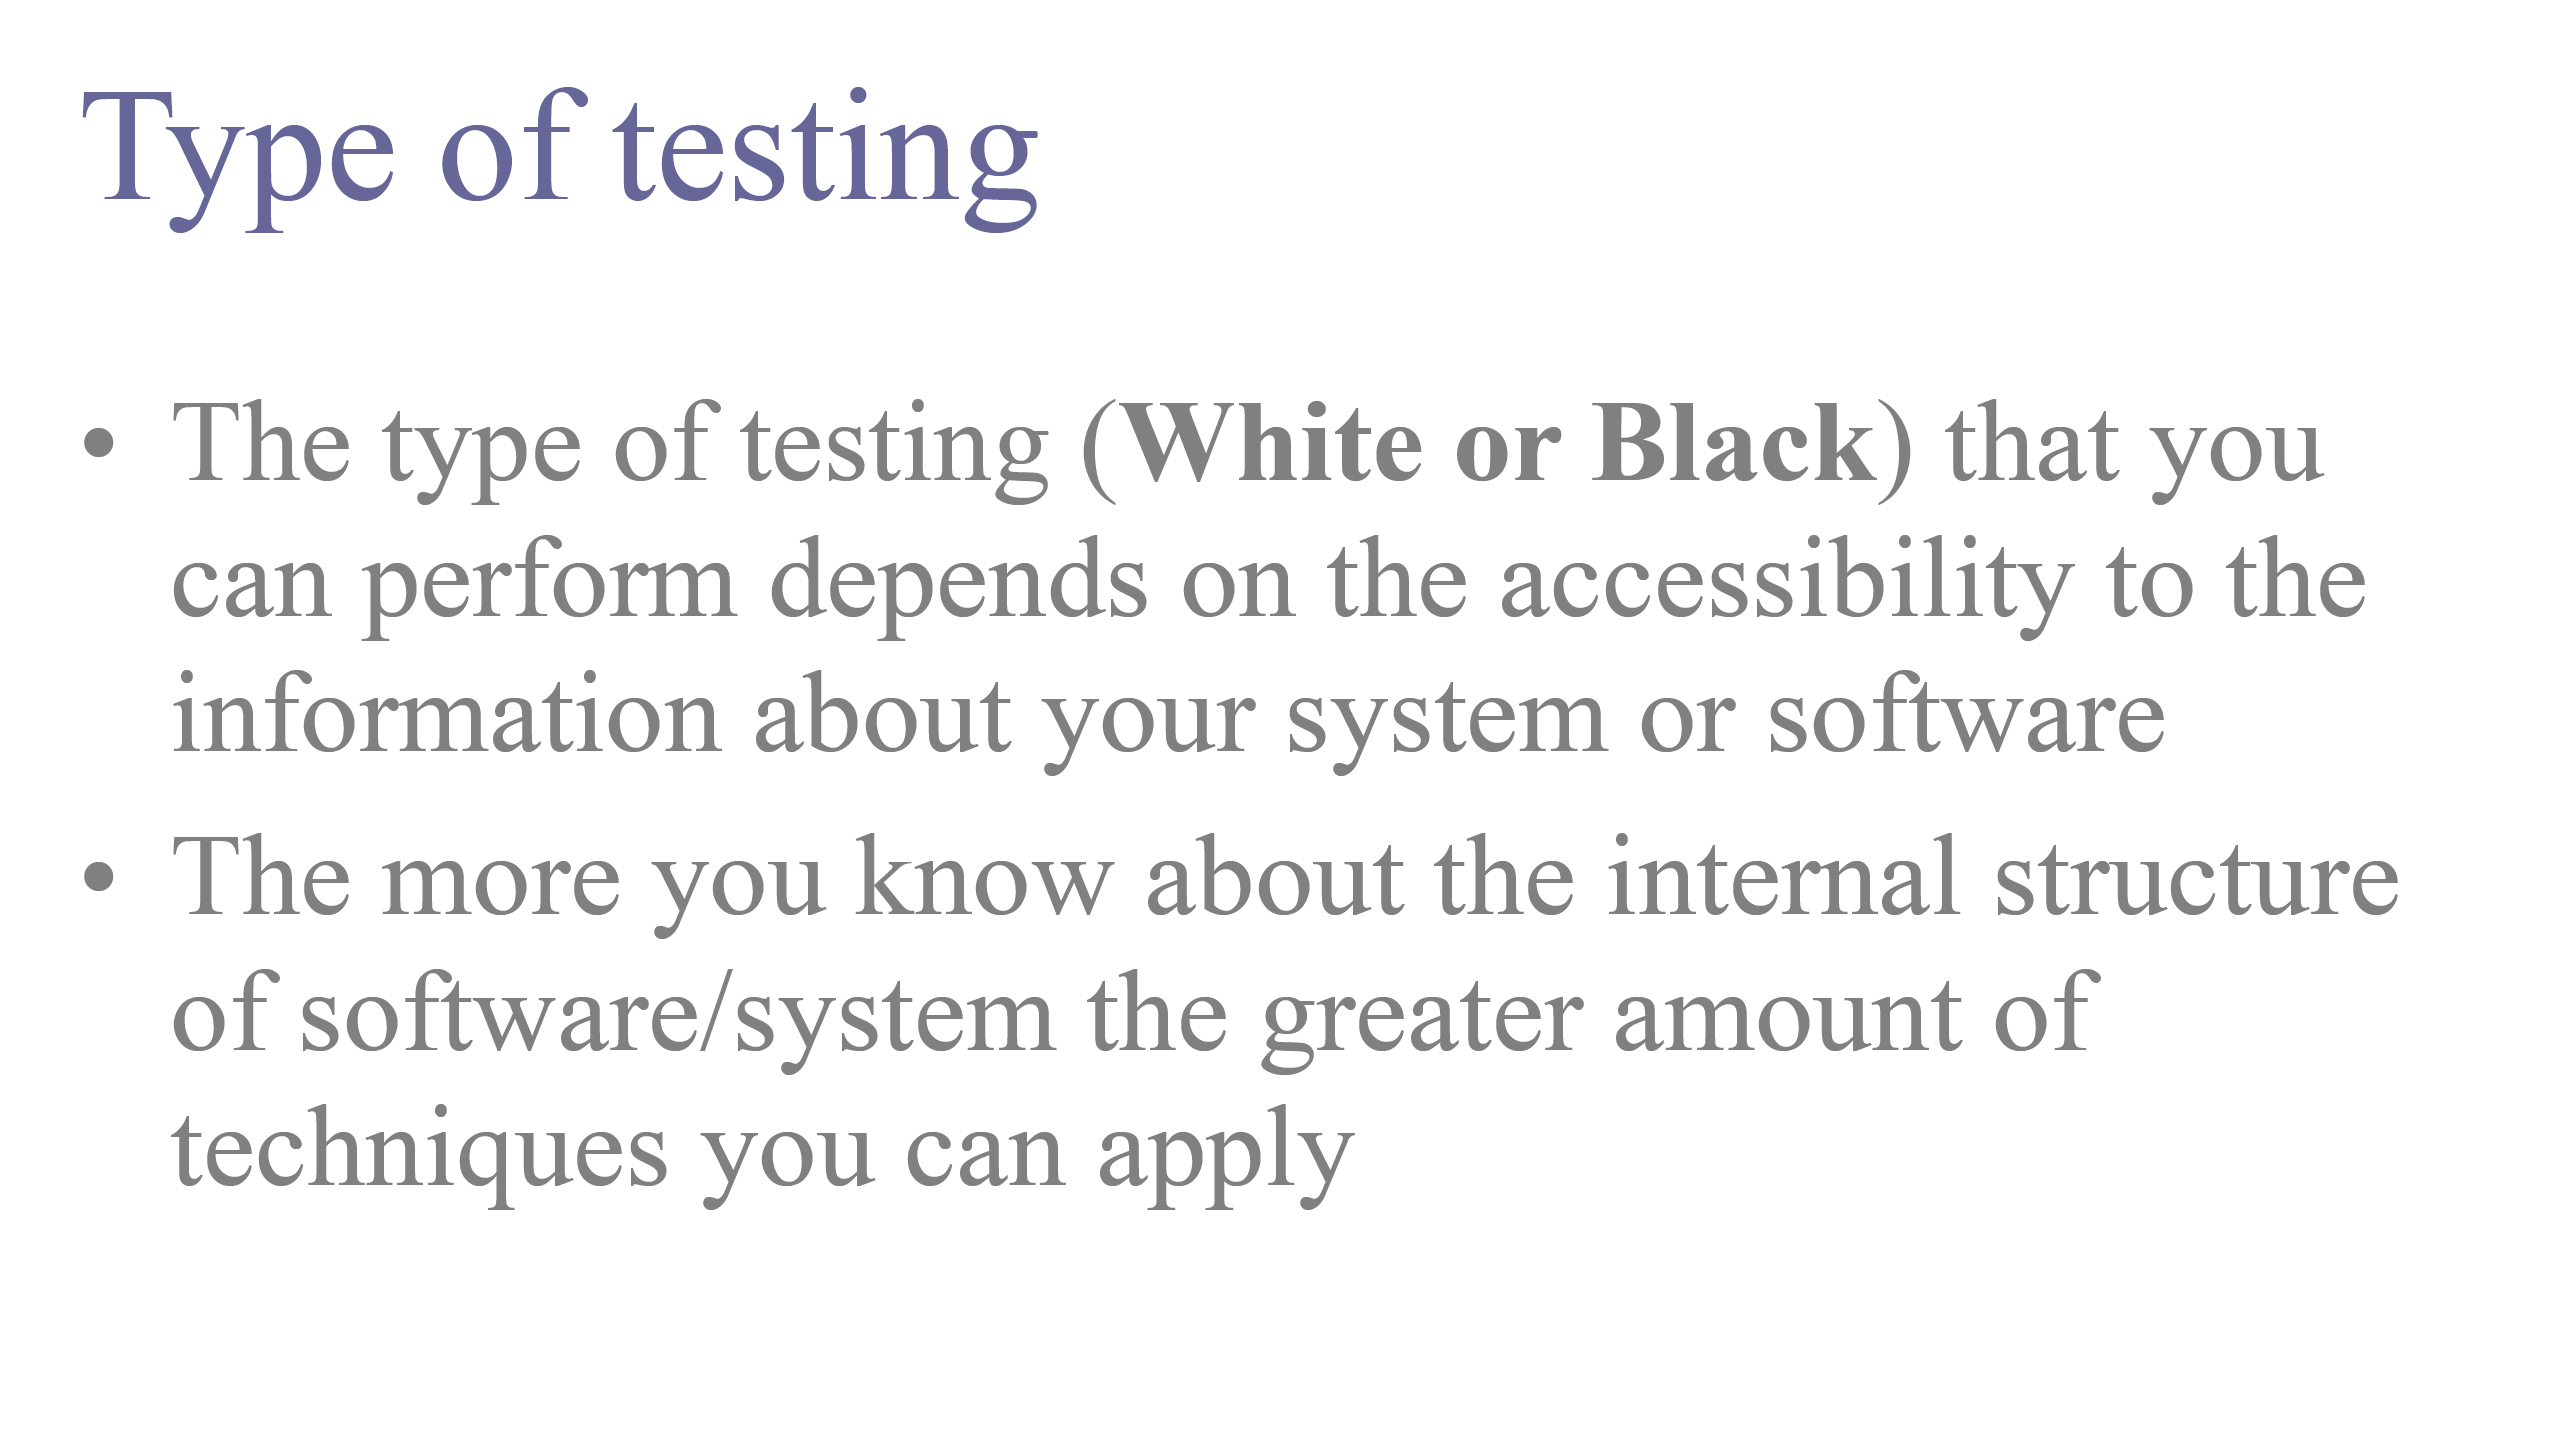 Type of testing
• The type of testing (White or Black) that you
can perform depends on the accessibility to the
information about your system or software
• The more you know about the internal structure
of software/system the greater amount of
techniques you can apply